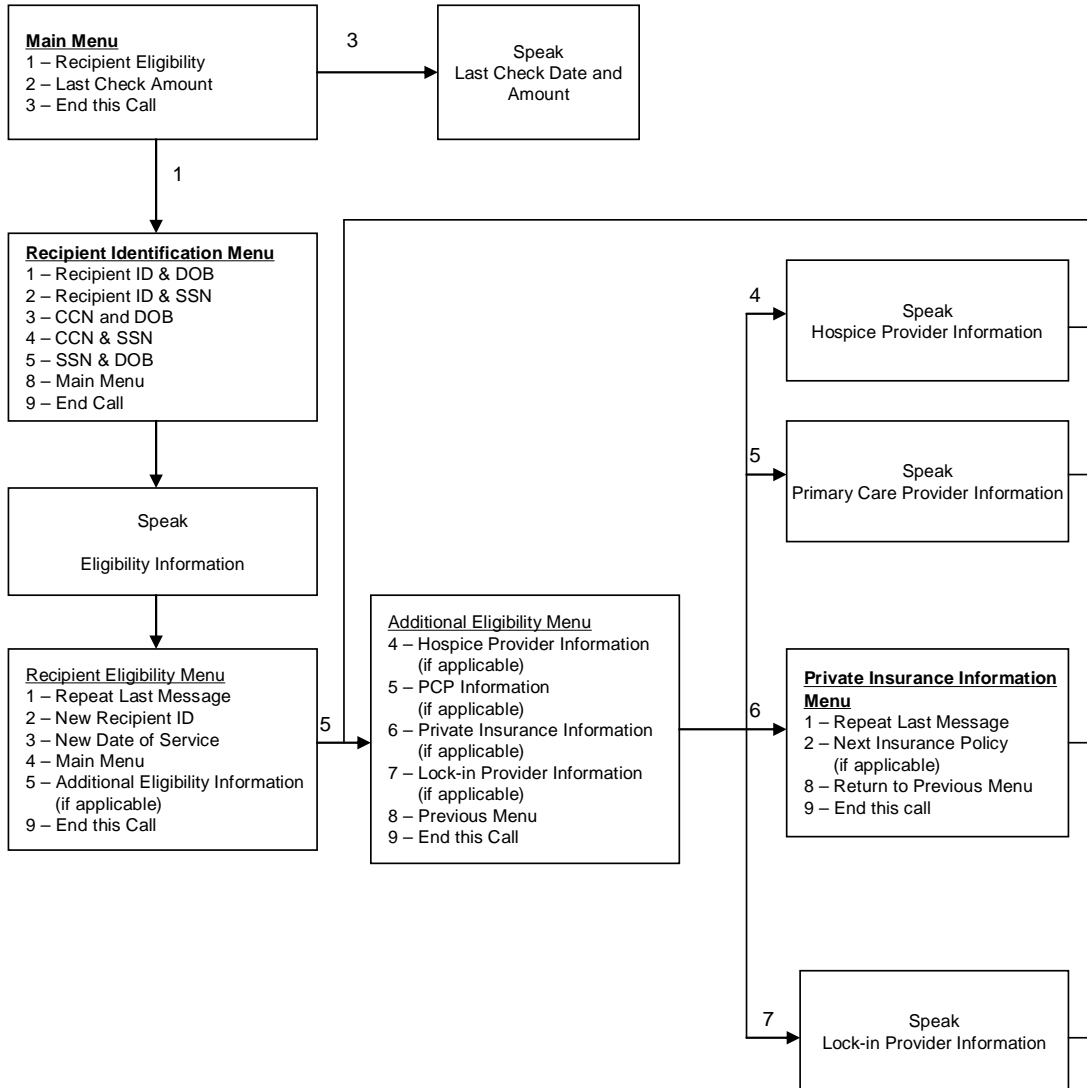 Main Menu
1 – Recipient Eligibility
2 – Last Check Amount
3 – End this Call
3
Speak
Last Check Date and
Amount
1
Recipient Identification Menu
1 – Recipient ID & DOB
2 – Recipient ID & SSN
3 – CCN and DOB
4 – CCN & SSN
5 – SSN & DOB
8 – Main Menu
9 – End Call
Speak
Eligibility Information
Recipient Eligibility Menu
1 – Repeat Last Message
2 – New Recipient ID
3 – New Date of Service
4 – Main Menu
5 – Additional Eligibility Information
(if applicable)
9 – End this Call
5
Additional Eligibility Menu
4 – Hospice Provider Information
(if applicable)
5 – PCP Information
(if applicable)
6 – Private Insurance Information
(if applicable)
7 – Lock-in Provider Information
(if applicable)
8 – Previous Menu
9 – End this Call
4
Speak
Hospice Provider Information
5
Speak
Primary Care Provider Information
6
Private Insurance Information
Menu
1 – Repeat Last Message
2 – Next Insurance Policy
(if applicable)
8 – Return to Previous Menu
9 – End this call
7
Speak
Lock-in Provider Information